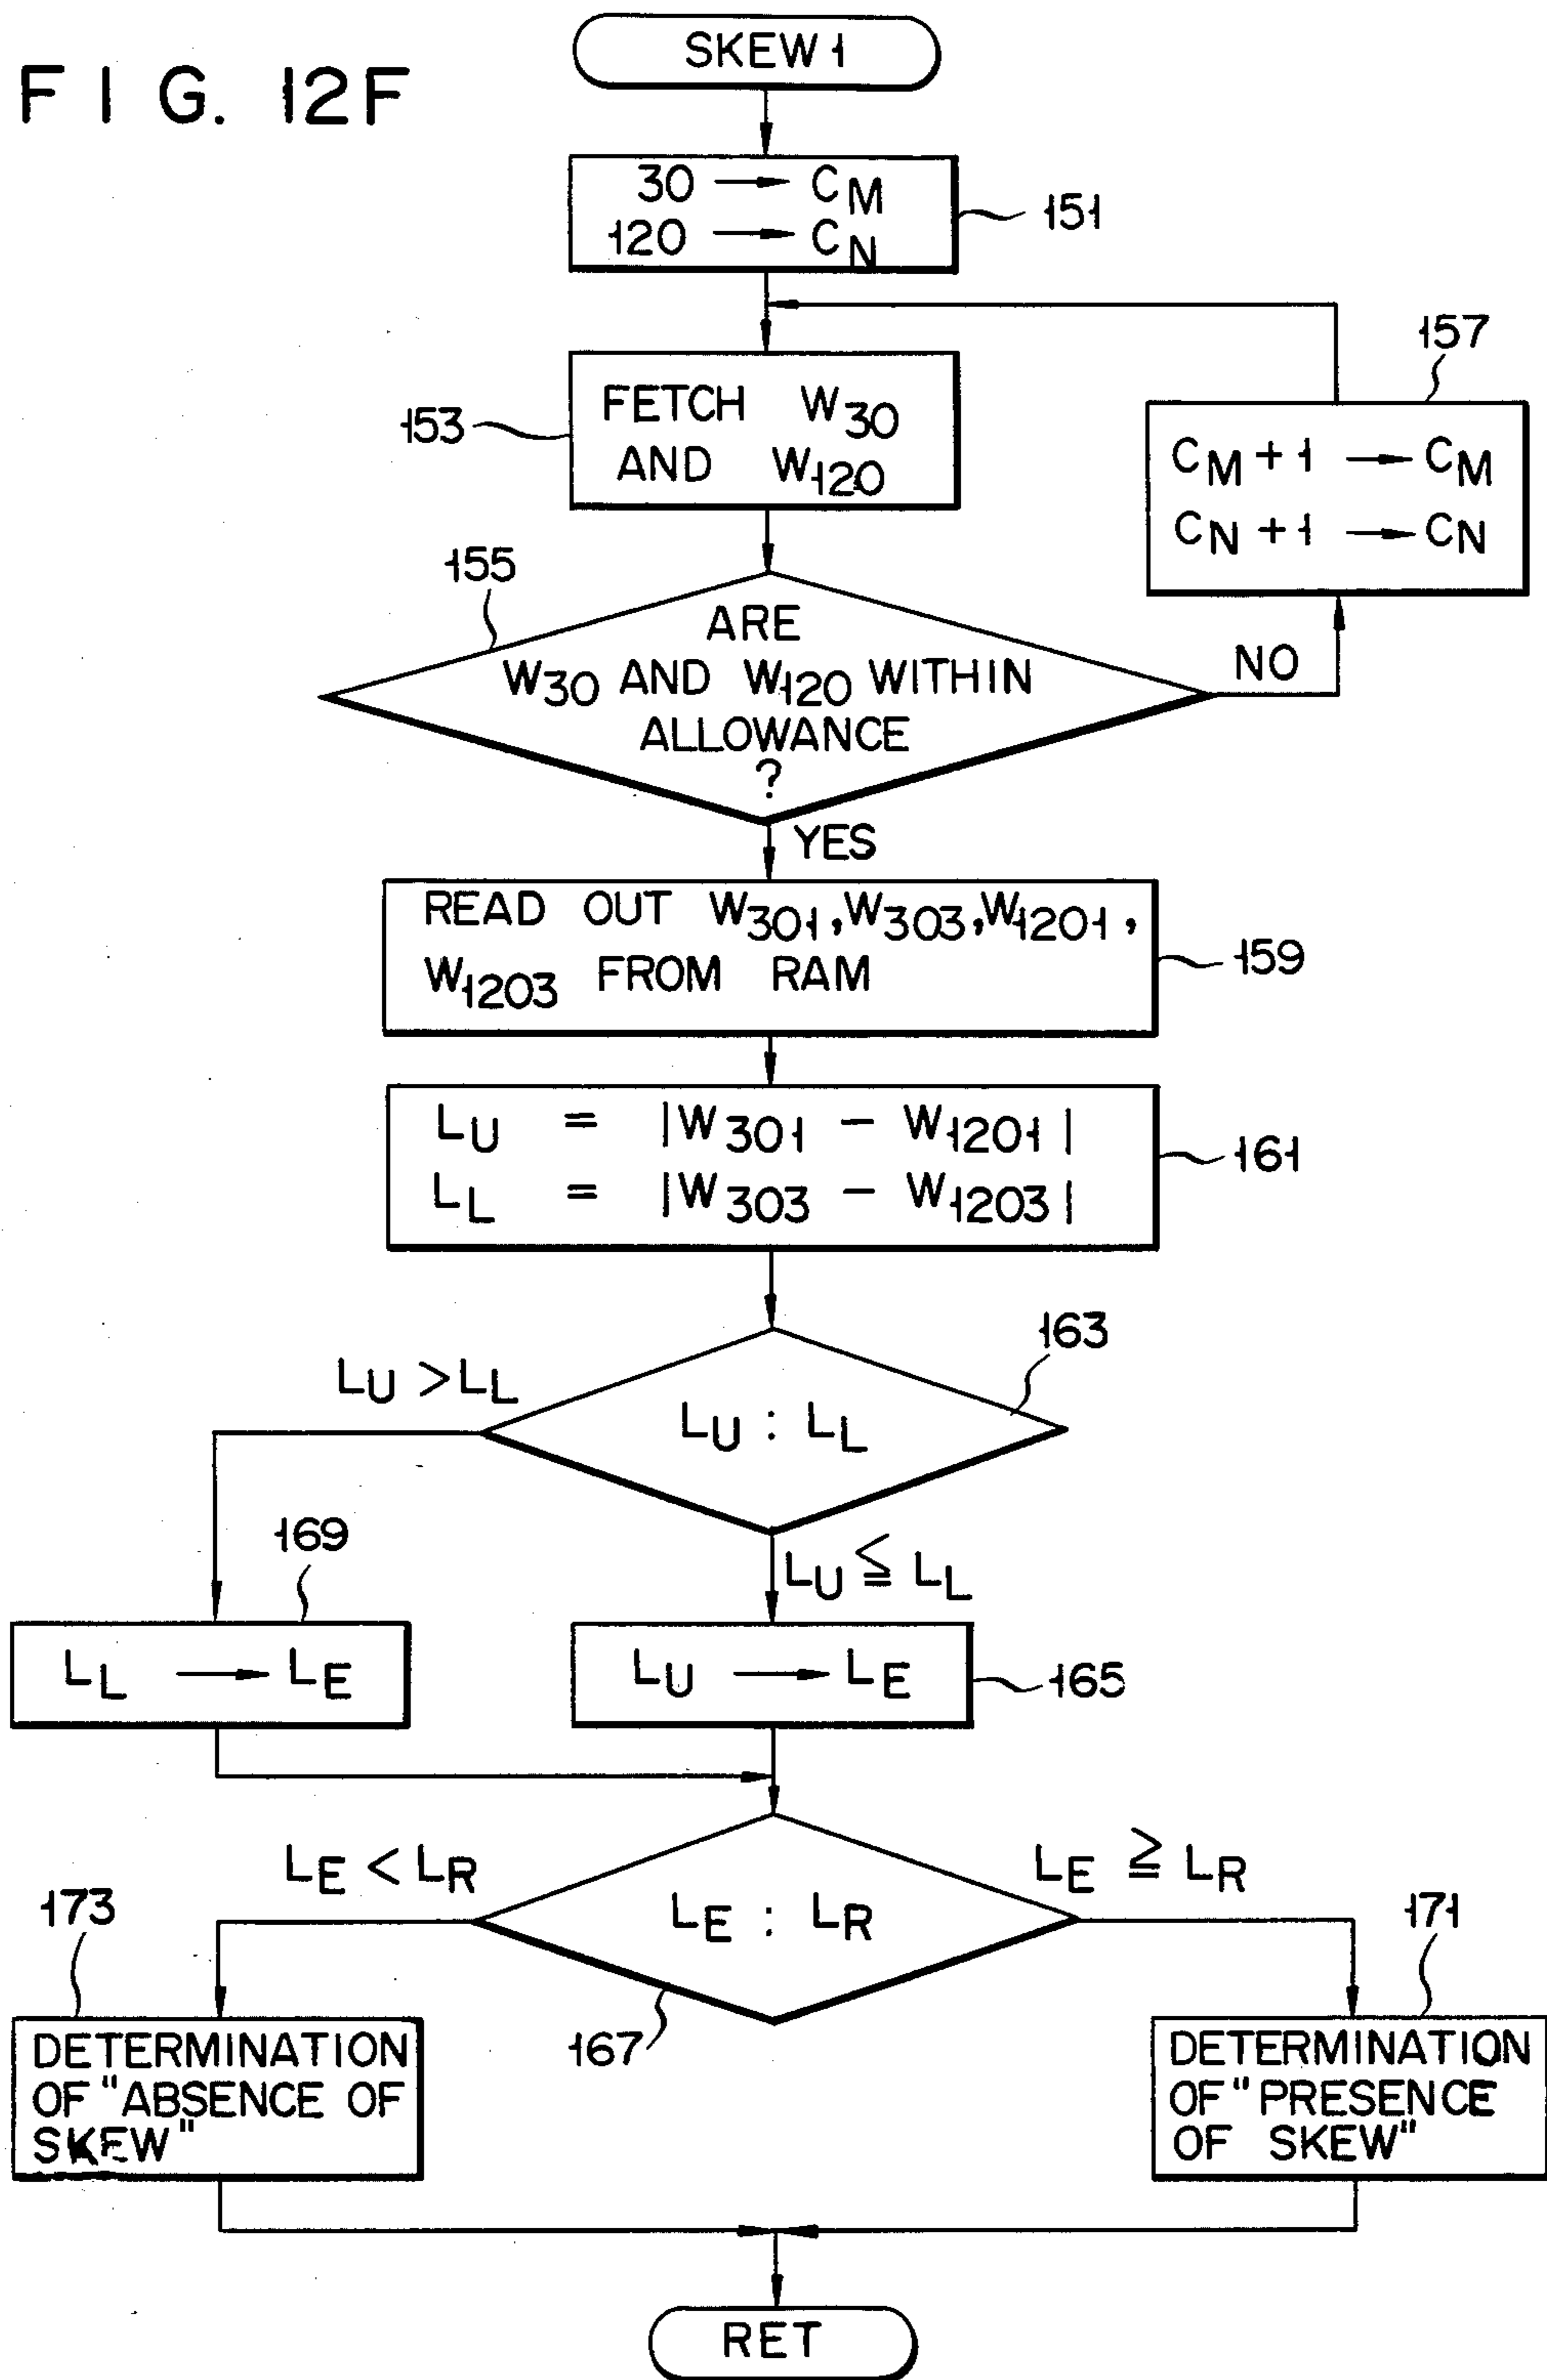 FIG. 12F
SKEW 1
30 → CM
120 → CN
151
157
153
FETCH W30
AND W120
CM + 1 → CM
CN + 1 → CN
155
ARE
W30 AND W120 WITHIN
ALLOWANCE
?
NO
YES
READ OUT W301, W303, W1201,
W1203 FROM RAM
159
LU = |W301 - W1201|
LL = |W303 - W1203|
161
163
LU > LL
LU : LL
169
LU ≦ LL
LL → LE
LU → LE
165
LE < LR
LE ≧ LR
173
LE : LR
171
167
DETERMINATION
OF "ABSENCE OF
SKEW"
DETERMINATION
OF "PRESENCE
OF SKEW"
RET